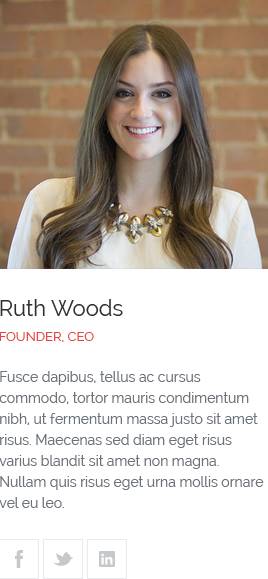 Ruth Woods
FOUNDER, CEO
Fusce dapibus, tellus ac cursus
commodo, tortor mauris condimentum
nibh, ut fermentum massa justo sit amet
risus. Maecenas sed diam eget risus
varius blandit sit amet non magna.
Nullam quis risus eget urna mollis ornare
vel eu leo.